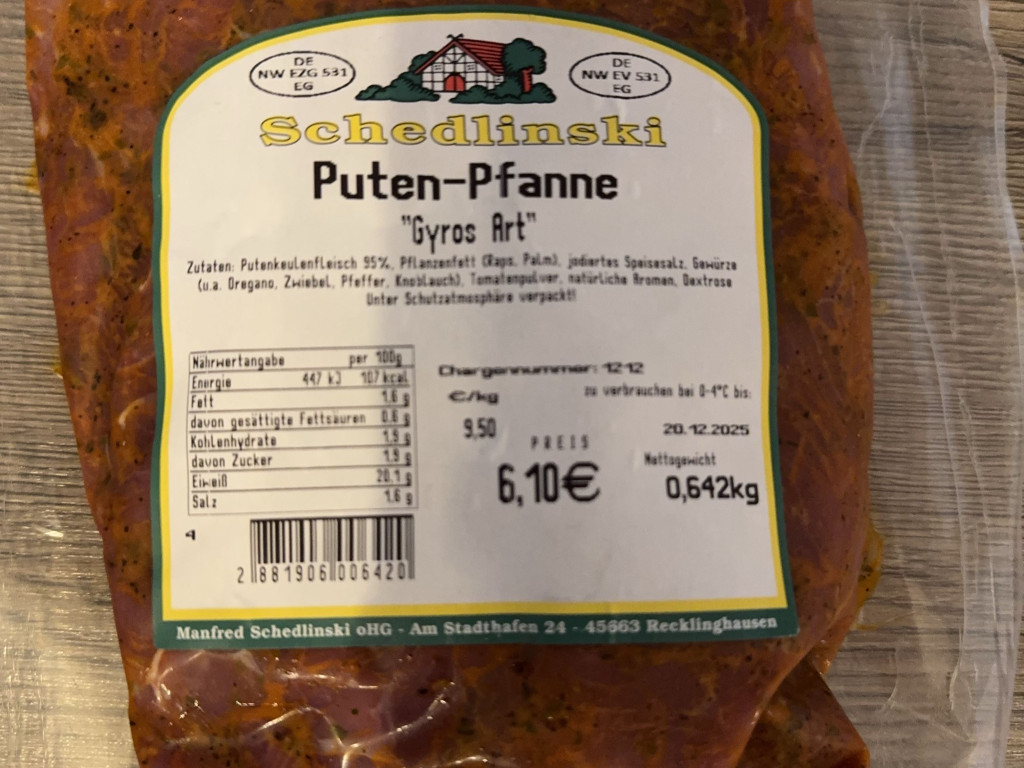 DE
NW EZG 531
EG
DE
NW EV 531
EG
Schedlinski
Puten-Pfanne
"Gyros Art"
Zutaten: Putenkeulenfleisch 95%, Pflanzenfett (Raps, Palm), jodiertes Speisesalz, Gewürze
(u.a. Oregano, Zwiebel, Pfeffer, Knoblauch), Tomatenpulver, natürliche Aromen, Dextrose
Unter Schutzatmosphäre verpackt!
Nährwertangabe per 100g
Energie 447 kJ 107 kcal
Fett 1,6 g
davon gesättigte Fettsäuren 0,6 g
Kohlenhydrate 1,9 g
davon Zucker 1,9 g
Eiweiß 20,1 g
Salz 1,6 g
Chargennummer: 1212
€/kg zu verbrauchen bei 0-4°C bis:
9,50 20.12.2025
PREIS Nettogewicht
6,10€ 0,642kg
4
2 881906 006420
Manfred Schedlinski oHG - Am Stadthafen 24 - 45663 Recklinghausen